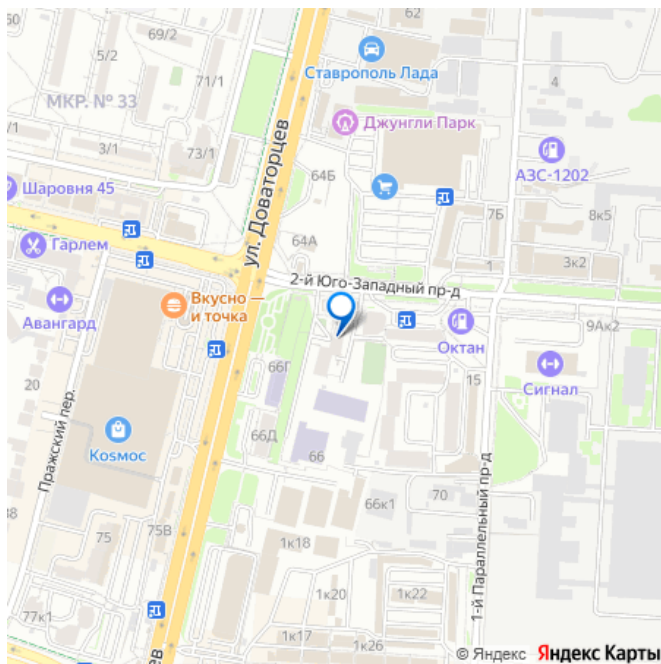 69/2
62
5/2
Ставрополь Лада
71/1
4
МКР. № 33
Джунгли Парк
3/1
73/1
АЗС-1202
64Б
Шаровня 45
ул. Доваторцев
7Б
8к5
Гарлем
64А
1
3к2
2-й Юго-Западный пр-д
Вкусно —
и точка
Авангард
Октан
9Ак2
66Г
20
15
Сигнал
Пражский пер.
66Д
Kosмос
66
66к1
70
1-й Параллельный пр-д
75
75В
1к18
1к20
1к22
77к1
1к17
1к26
© Яндекс Яндекс Карты